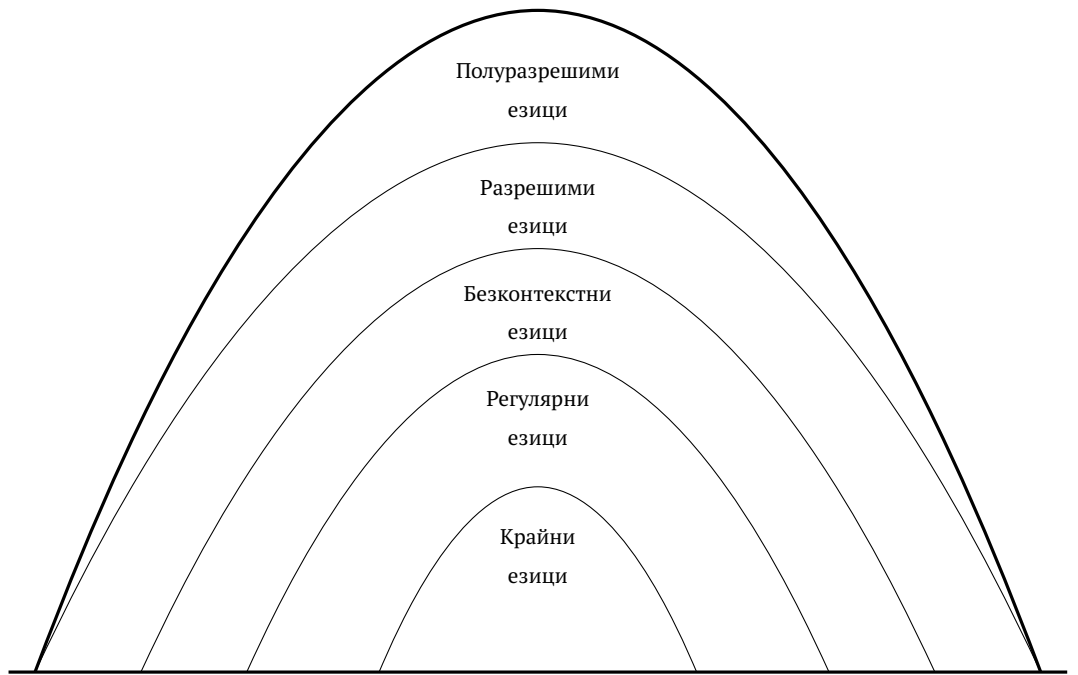 Полуразрешими
езици
Разрешими
езици
Безконтекстни
езици
Регулярни
езици
Крайни
езици